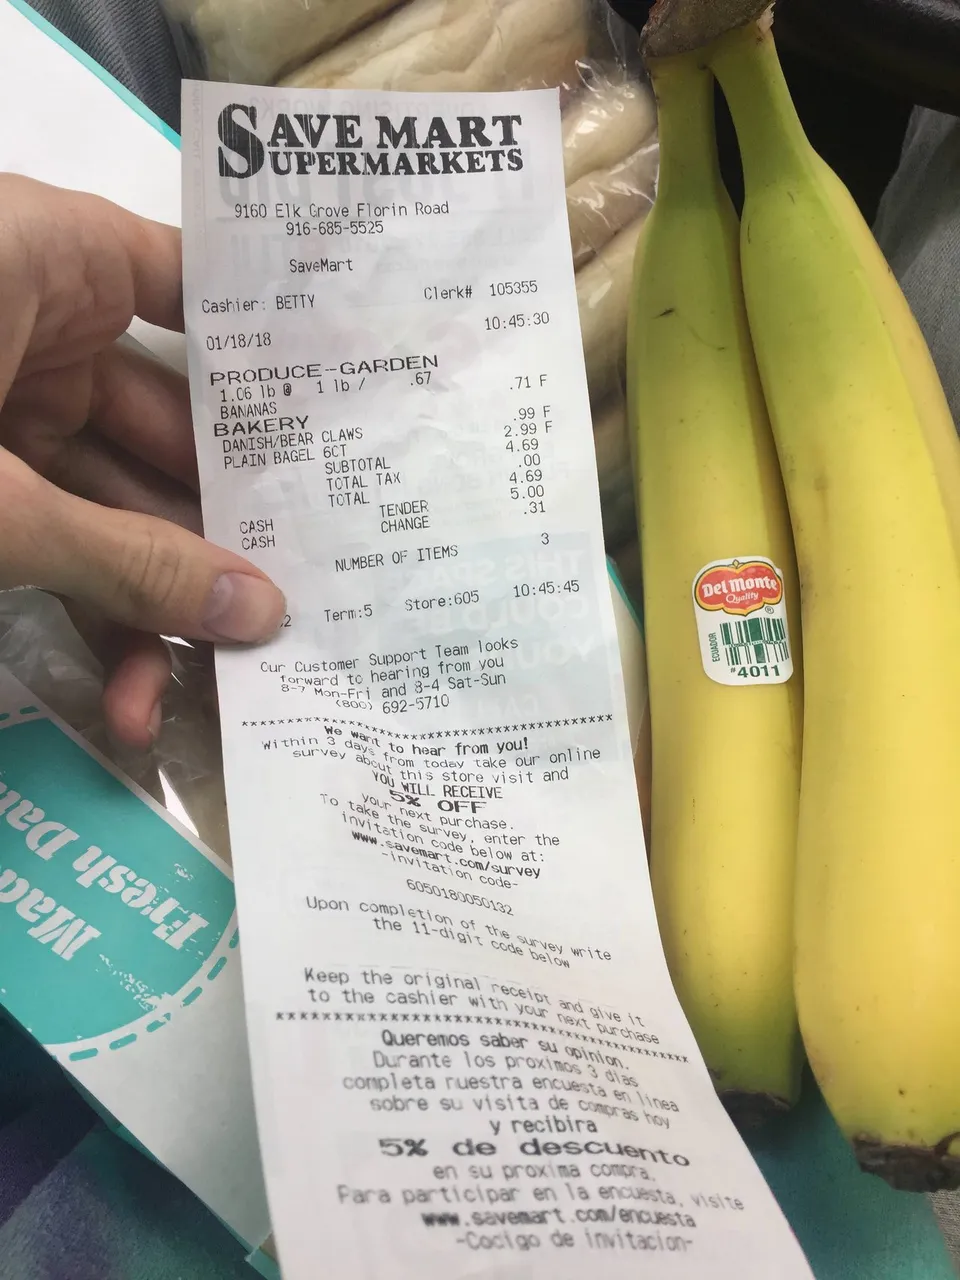 SAVE MART
SUPERMARKETS
9160 Elk Grove Florin Road
916-685-5525
SaveMart
Cashier: BETTY Clerk# 105355
01/18/18 10:45:30
PRODUCE-GARDEN
1.06 lb @ 1 lb / .67 .71 F
BANANAS
BAKERY
DANISH/BEAR CLAWS .99 F
PLAIN BAGEL 6CT 2.99 F
SUBTOTAL 4.69
TOTAL TAX .00
TOTAL 4.69
CASH TENDER 5.00
CASH CHANGE .31
NUMBER OF ITEMS 3
Term:5 Store:605 10:45:45
Our Customer Support Team looks
forward to hearing from you
8-7 Mon-Fri and 8-4 Sat-Sun
(800) 692-5710
****************************************
We want to hear from you!
Within 3 days from today take our online
survey about this store visit and
YOU WILL RECEIVE
5% OFF
your next purchase.
To take the survey, enter the
invitation code below at:
www.savemart.com/survey
-invitation code-
6050180050132
Upon completion of the survey write
the 11-digit code below
Keep the original receipt and give it
to the cashier with your next purchase
****************************************
Queremos saber su opinion.
Durante los proximos 3 dias
completa nuestra encuesta en linea
sobre su visita de compras hoy
y recibira
5% de descuento
en su proxima compra.
Para participar en la encuesta, visite
www.savemart.com/encuesta
-Cocigo de invitacion-
Del Monte
Quality
®
ECUADOR
#4011
Fresh